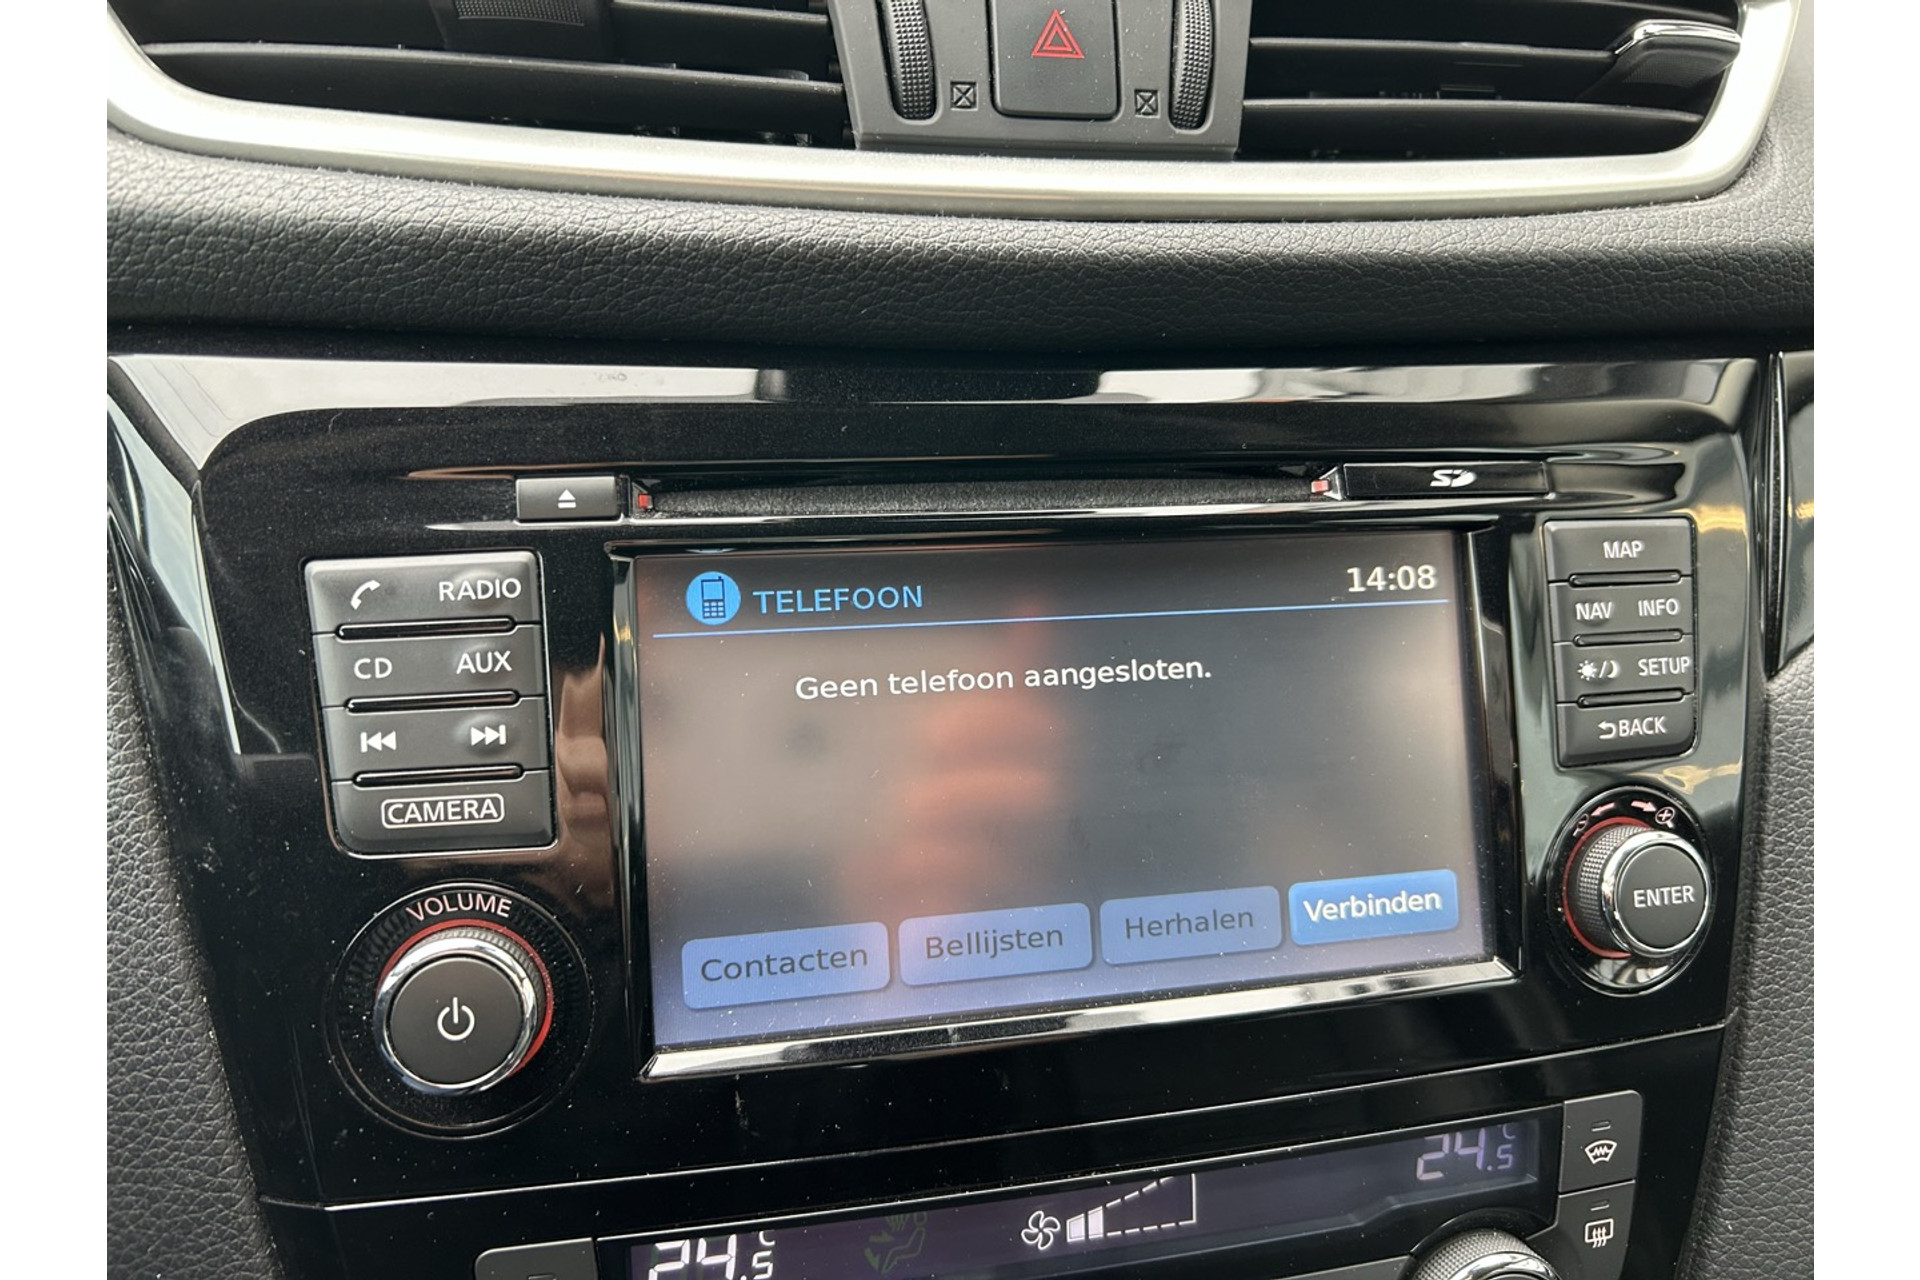 SD
RADIO
CD AUX
CAMERA
VOLUME
TELEFOON 14:08
Geen telefoon aangesloten.
Contacten Bellijsten Herhalen Verbinden
MAP
NAV INFO
SETUP
BACK
ENTER
24.5°C
24.5°C